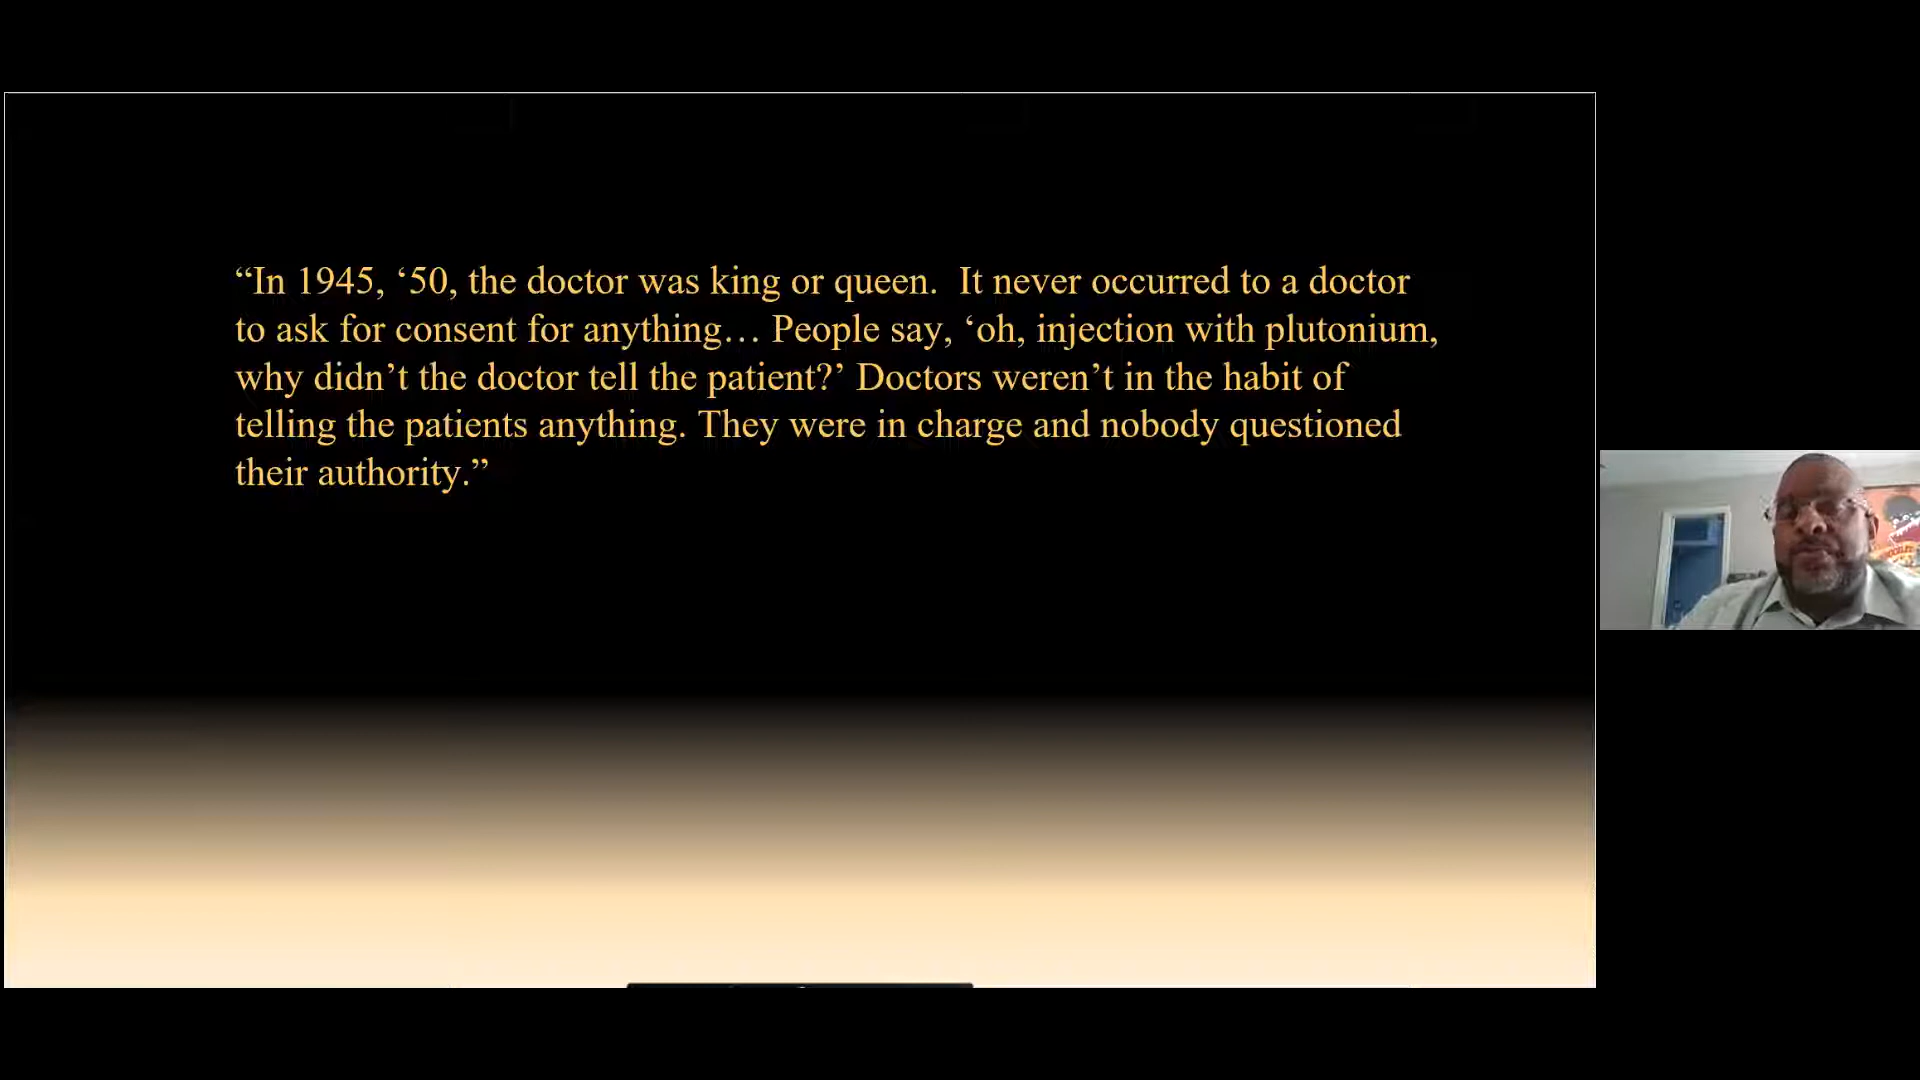 “In 1945, ‘50, the doctor was king or queen.  It never occurred to a doctor
to ask for consent for anything… People say, ‘oh, injection with plutonium,
why didn’t the doctor tell the patient?’ Doctors weren’t in the habit of
telling the patients anything. They were in charge and nobody questioned
their authority.”